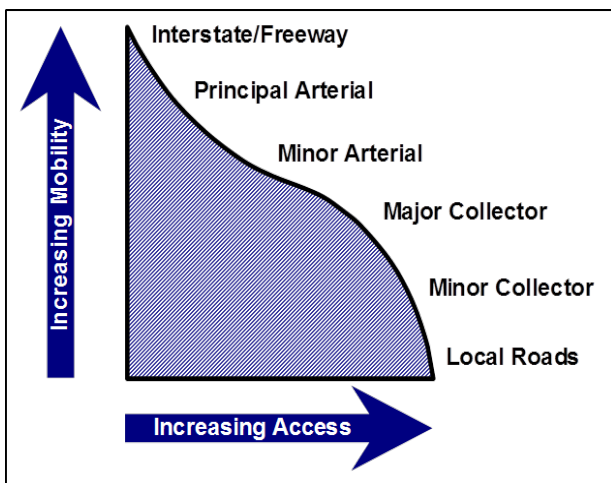 Interstate/Freeway
Principal Arterial
Minor Arterial
Major Collector
Minor Collector
Local Roads
Increasing Mobility
Increasing Access